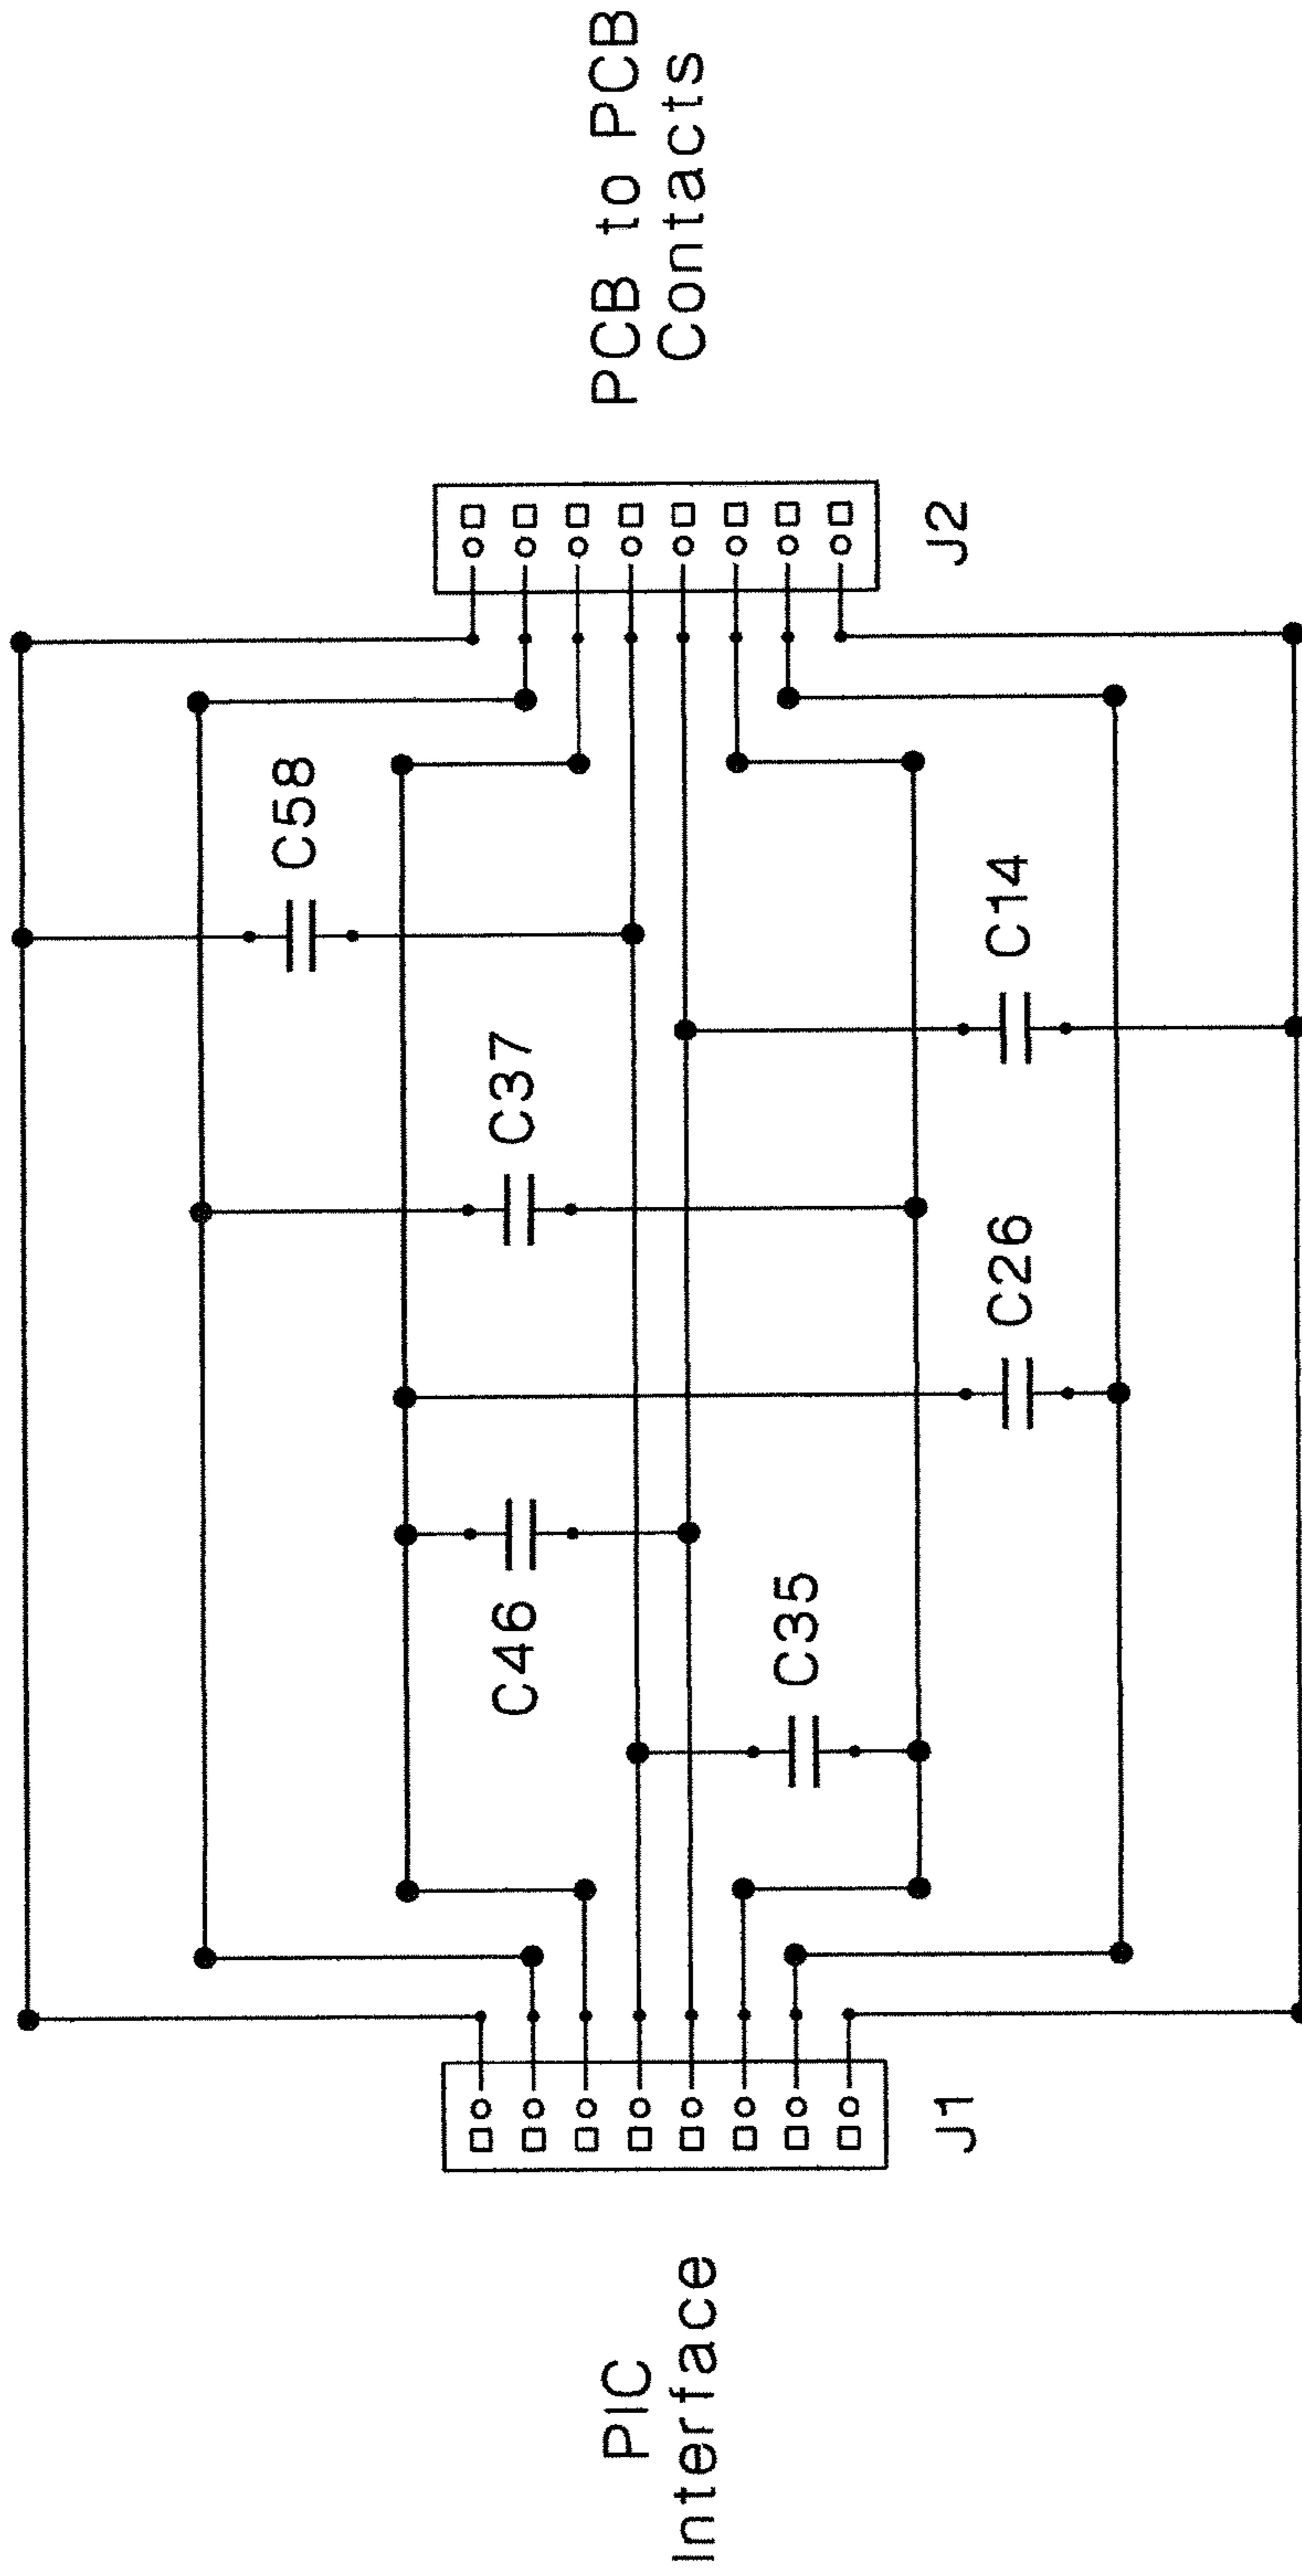 PIC
Interface
J1
C46
C35
C37
C26
C58
C14
J2
PCB to PCB
Contacts